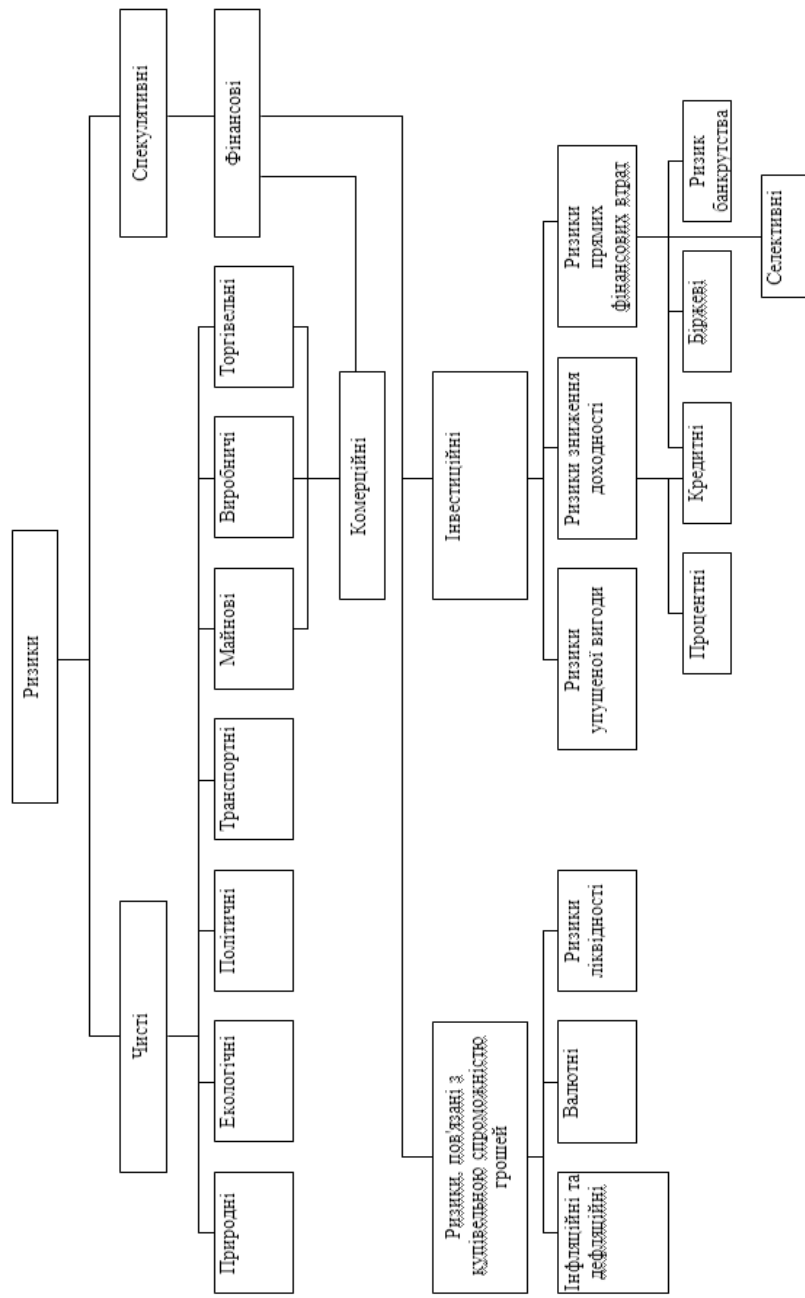 Ризики
Чисті
Спекулятивні
Природні
Екологічні
Політичні
Транспортні
Майнові
Виробничі
Торгівельні
Фінансові
Комерційні
Ризики, пов'язані з
купівельною спроможністю
грошей
Інвестиційні
Інфляційні та
дефляційні
Валютні
Ризики
ліквідності
Ризики
упущеної вигоди
Ризики зниження
доходності
Ризики
прямих
фінансових втрат
Процентні
Кредитні
Біржеві
Ризик
банкрутства
Селективні